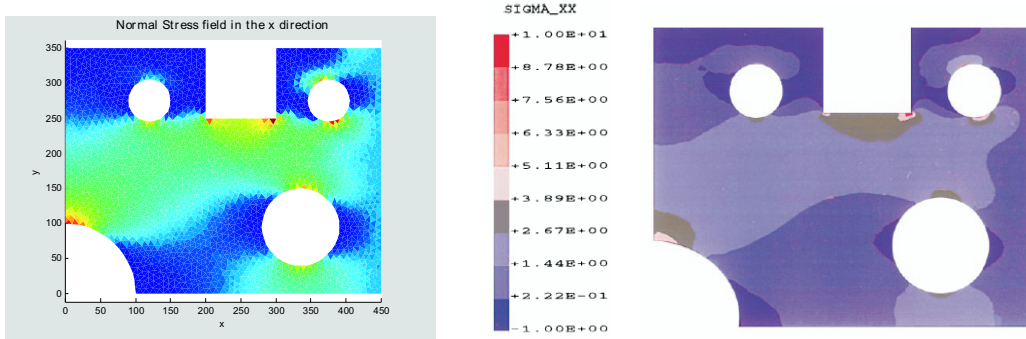 Normal Stress field in the x direction
350
300
250
200
150
100
50
0
y
0 50 100 150 200 250 300 350 400 450
x
SIGMA_XX
+1.00E+01
+8.78E+00
+7.56E+00
+6.33E+00
+5.11E+00
+3.89E+00
+2.67E+00
+1.44E+00
+2.22E-01
-1.00E+00